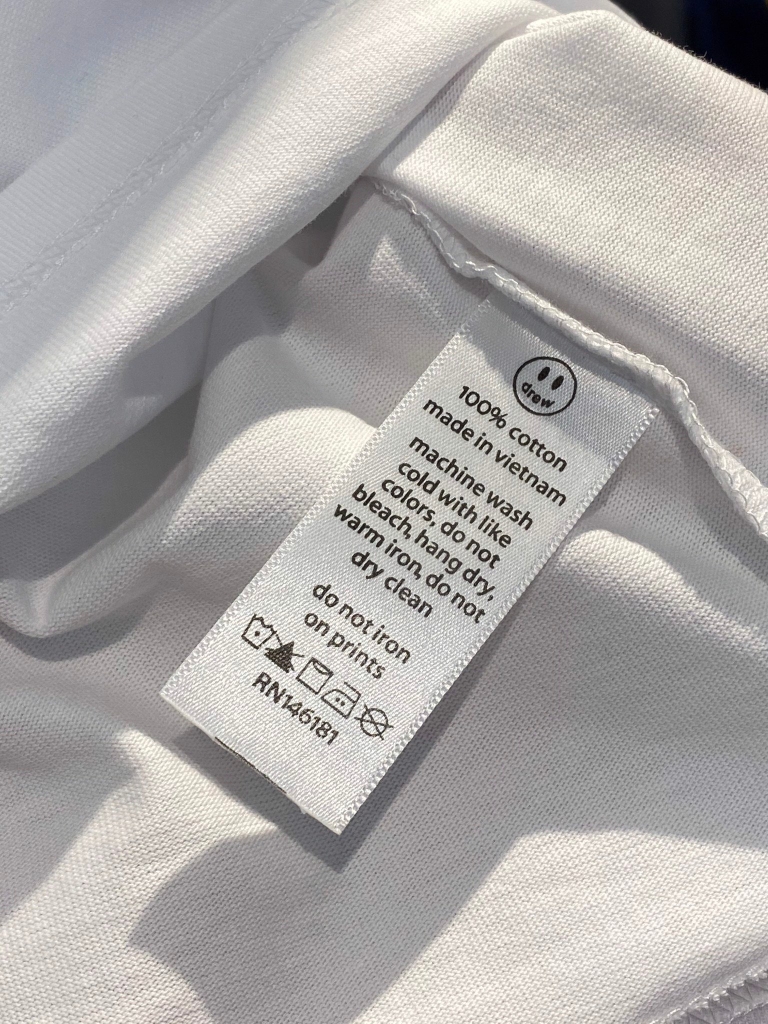 drew
100% cotton
made in vietnam
machine wash
cold with like
colors, do not
bleach, hang dry,
warm iron, do not
dry clean
do not iron
on prints
RN146181